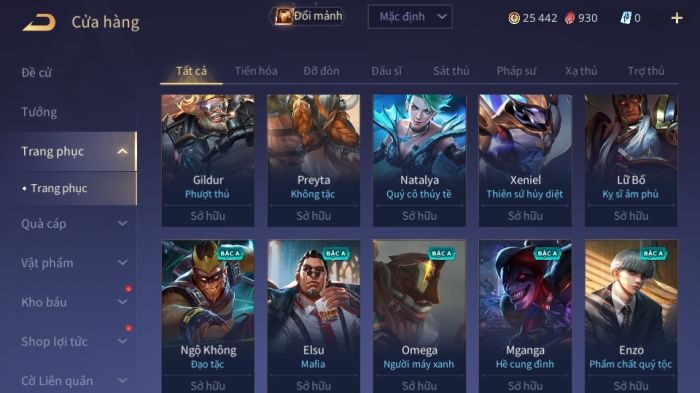 Cửa hàng
Đổi mảnh
Mặc định
25 442
930
0
Đề cử
Tướng
Trang phục
Trang phục
Quà cáp
Vật phẩm
Kho báu
Shop lợi tức
Cờ Liên quân
Tất cả Tiến hóa Đỡ đòn Đấu sĩ Sát thủ Pháp sư Xạ thủ Trợ thủ
Gildur
Phượt thủ
Sở hữu
Preyta
Không tặc
Sở hữu
Natalya
Quý cô thủy tề
Sở hữu
Xeniel
Thiên sứ hủy diệt
Sở hữu
Lữ Bố
Kỵ sĩ âm phủ
Sở hữu
Ngộ Không
Đạo tặc
Sở hữu
BẬC A
Elsu
Mafia
Sở hữu
BẬC A
Omega
Người máy xanh
Sở hữu
BẬC A
Mganga
Hề cung đình
Sở hữu
BẬC A
Enzo
Phẩm chất quý tộc
Sở hữu
BẬC A